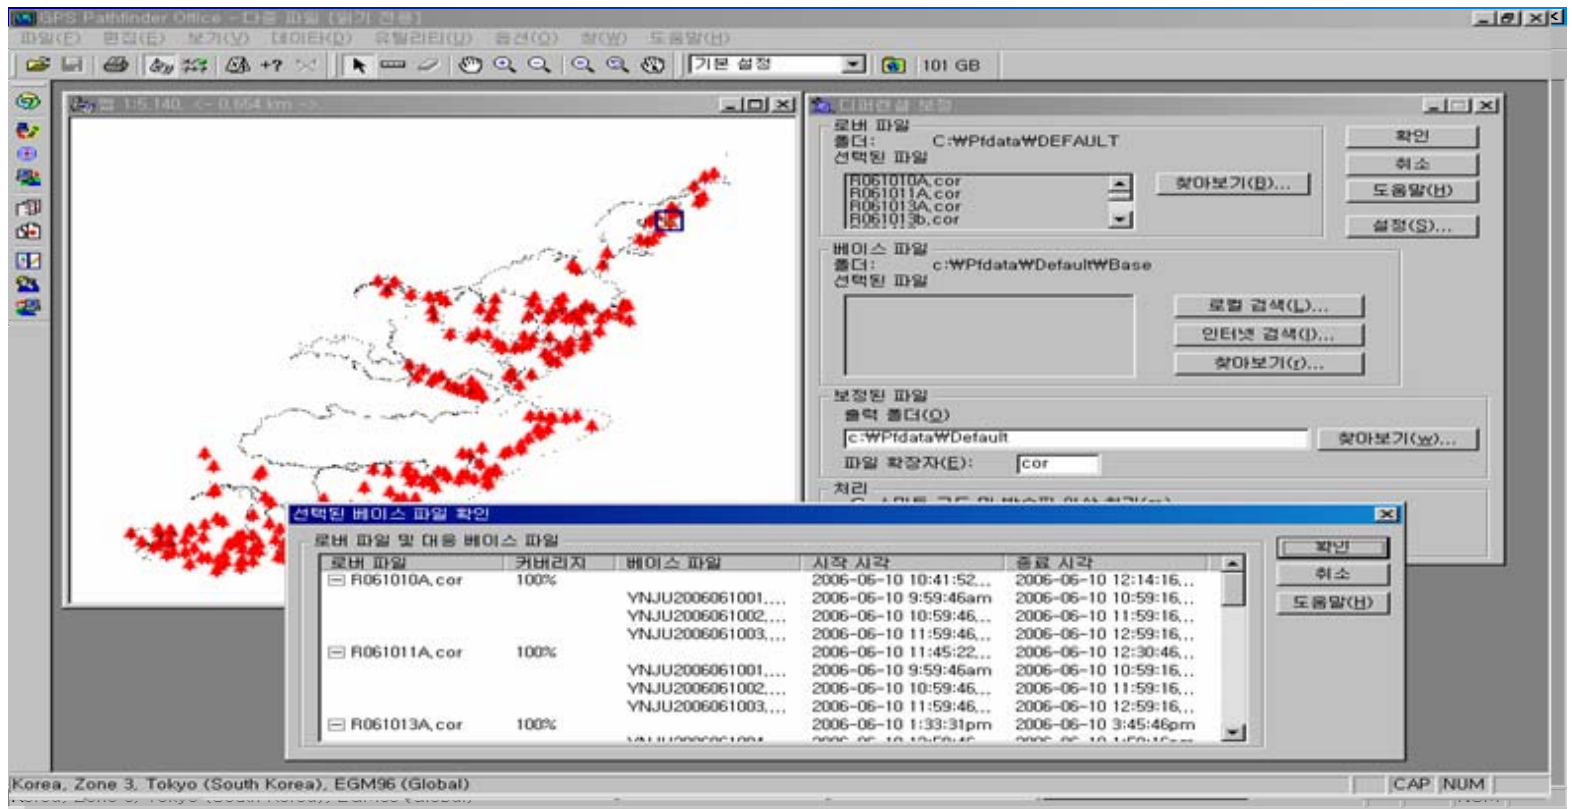 GPS Pathfinder Office - 다중 파일 [읽기 전용]
파일(F) 편집(E) 보기(V) 데이터(D) 유틸리티(U) 옵션(O) 창(W) 도움말(H)
기본 설정 101 GB
맵 1:5,140, <- 0.654 km ->
디퍼렌셜 보정
로버 파일
폴더: C:₩Pfdata₩DEFAULT
선택된 파일
R061010A.cor
R061011A.cor
R061013A.cor
R061013b.cor
찾아보기(B)...
확인
취소
도움말(H)
설정(S)...
베이스 파일
폴더: c:₩Pfdata₩Default₩Base
선택된 파일
로컬 검색(L)...
인터넷 검색(I)...
찾아보기(r)...
보정된 파일
출력 폴더(O)
c:₩Pfdata₩Default
찾아보기(w)...
파일 확장자(E): cor
처리
선택된 베이스 파일 확인
로버 파일 및 대응 베이스 파일
로버 파일 커버리지 베이스 파일 시작 시각 종료 시각
R061010A.cor 100% 2006-06-10 10:41:52... 2006-06-10 12:14:16...
YNJU2006061001.... 2006-06-10 9:59:46am 2006-06-10 10:59:16...
YNJU2006061002.... 2006-06-10 10:59:46... 2006-06-10 11:59:16...
YNJU2006061003.... 2006-06-10 11:59:46... 2006-06-10 12:59:16...
R061011A.cor 100% 2006-06-10 11:45:22... 2006-06-10 12:30:46...
YNJU2006061001.... 2006-06-10 9:59:46am 2006-06-10 10:59:16...
YNJU2006061002.... 2006-06-10 10:59:46... 2006-06-10 11:59:16...
YNJU2006061003.... 2006-06-10 11:59:46... 2006-06-10 12:59:16...
R061013A.cor 100% 2006-06-10 1:33:31pm 2006-06-10 3:45:46pm
확인
취소
도움말(H)
Korea, Zone 3, Tokyo (South Korea), EGM96 (Global) CAP NUM